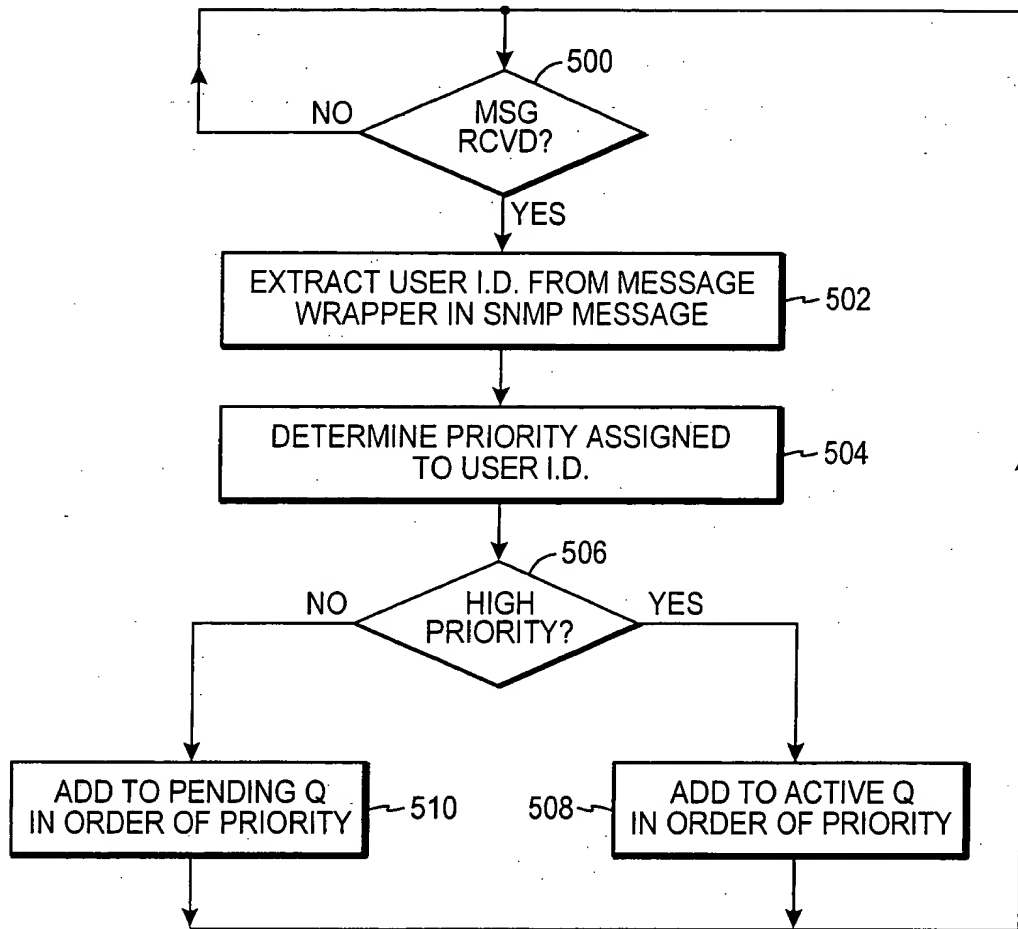 500
NO
MSG
RCVD?
YES
EXTRACT USER I.D. FROM MESSAGE
WRAPPER IN SNMP MESSAGE
502
DETERMINE PRIORITY ASSIGNED
TO USER I.D.
504
506
NO
HIGH
PRIORITY?
YES
ADD TO PENDING Q
IN ORDER OF PRIORITY
510
508
ADD TO ACTIVE Q
IN ORDER OF PRIORITY